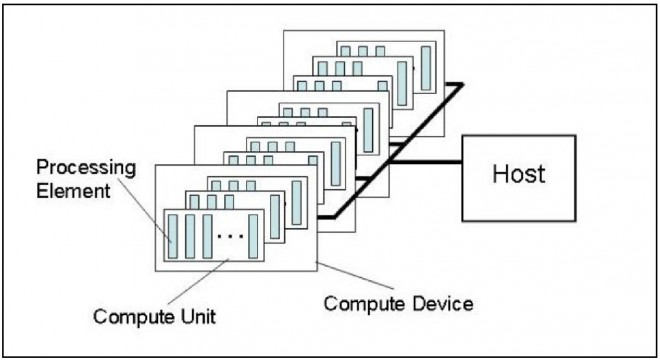 Processing
Element
Host
Compute Device
Compute Unit